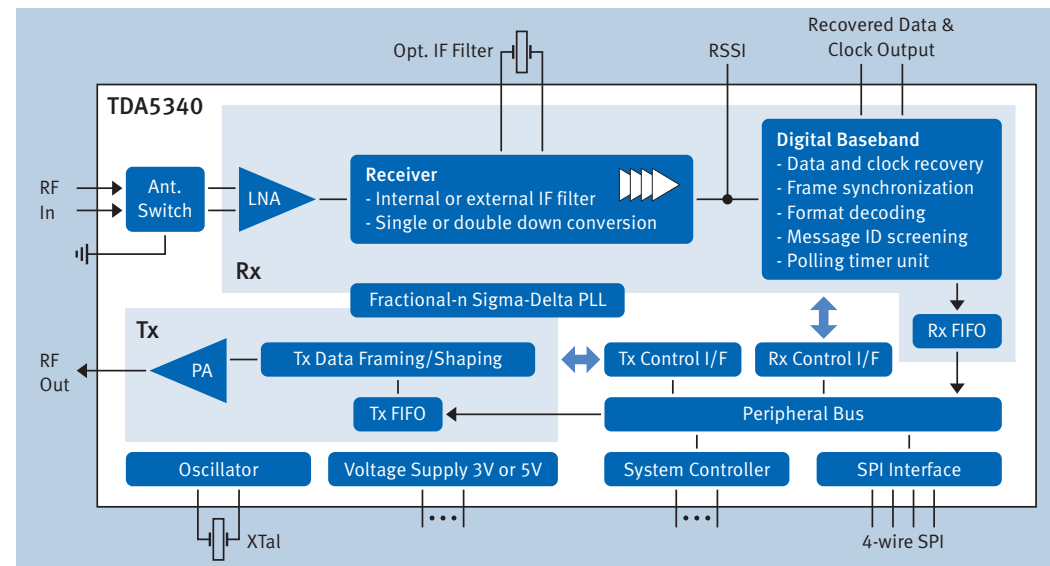 Recovered Data &
Clock Output
Opt. IF Filter
RSSI
TDA5340
RF
In
Ant.
Switch
LNA
Receiver
- Internal or external IF filter
- Single or double down conversion
Digital Baseband
- Data and clock recovery
- Frame synchronization
- Format decoding
- Message ID screening
- Polling timer unit
Rx
Fractional-n Sigma-Delta PLL
Tx
Rx FIFO
RF
Out
PA
Tx Data Framing/Shaping
Tx Control I/F
Rx Control I/F
Tx FIFO
Peripheral Bus
Oscillator
Voltage Supply 3V or 5V
System Controller
SPI Interface
XTal
4-wire SPI